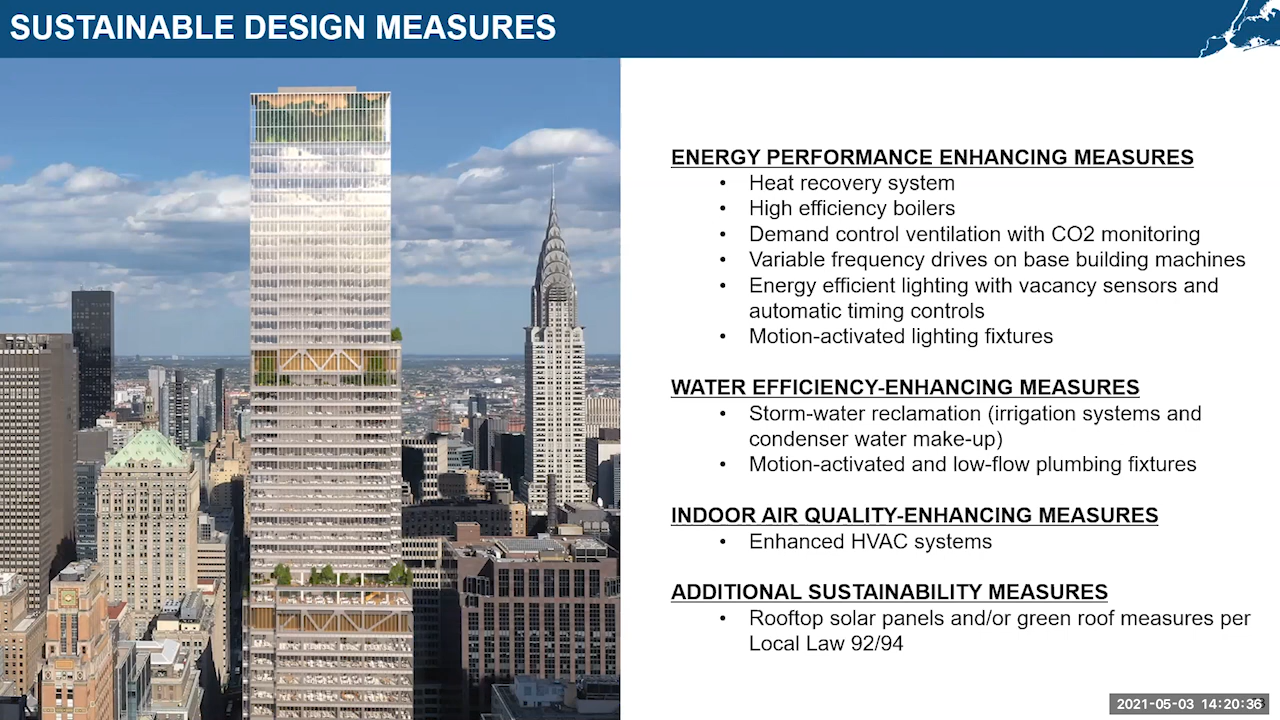 SUSTAINABLE DESIGN MEASURES
ENERGY PERFORMANCE ENHANCING MEASURES
• Heat recovery system
• High efficiency boilers
• Demand control ventilation with CO2 monitoring
• Variable frequency drives on base building machines
• Energy efficient lighting with vacancy sensors and
automatic timing controls
• Motion-activated lighting fixtures
WATER EFFICIENCY-ENHANCING MEASURES
• Storm-water reclamation (irrigation systems and
condenser water make-up)
• Motion-activated and low-flow plumbing fixtures
INDOOR AIR QUALITY-ENHANCING MEASURES
• Enhanced HVAC systems
ADDITIONAL SUSTAINABILITY MEASURES
• Rooftop solar panels and/or green roof measures per
Local Law 92/94
2021-05-03 14:20:36